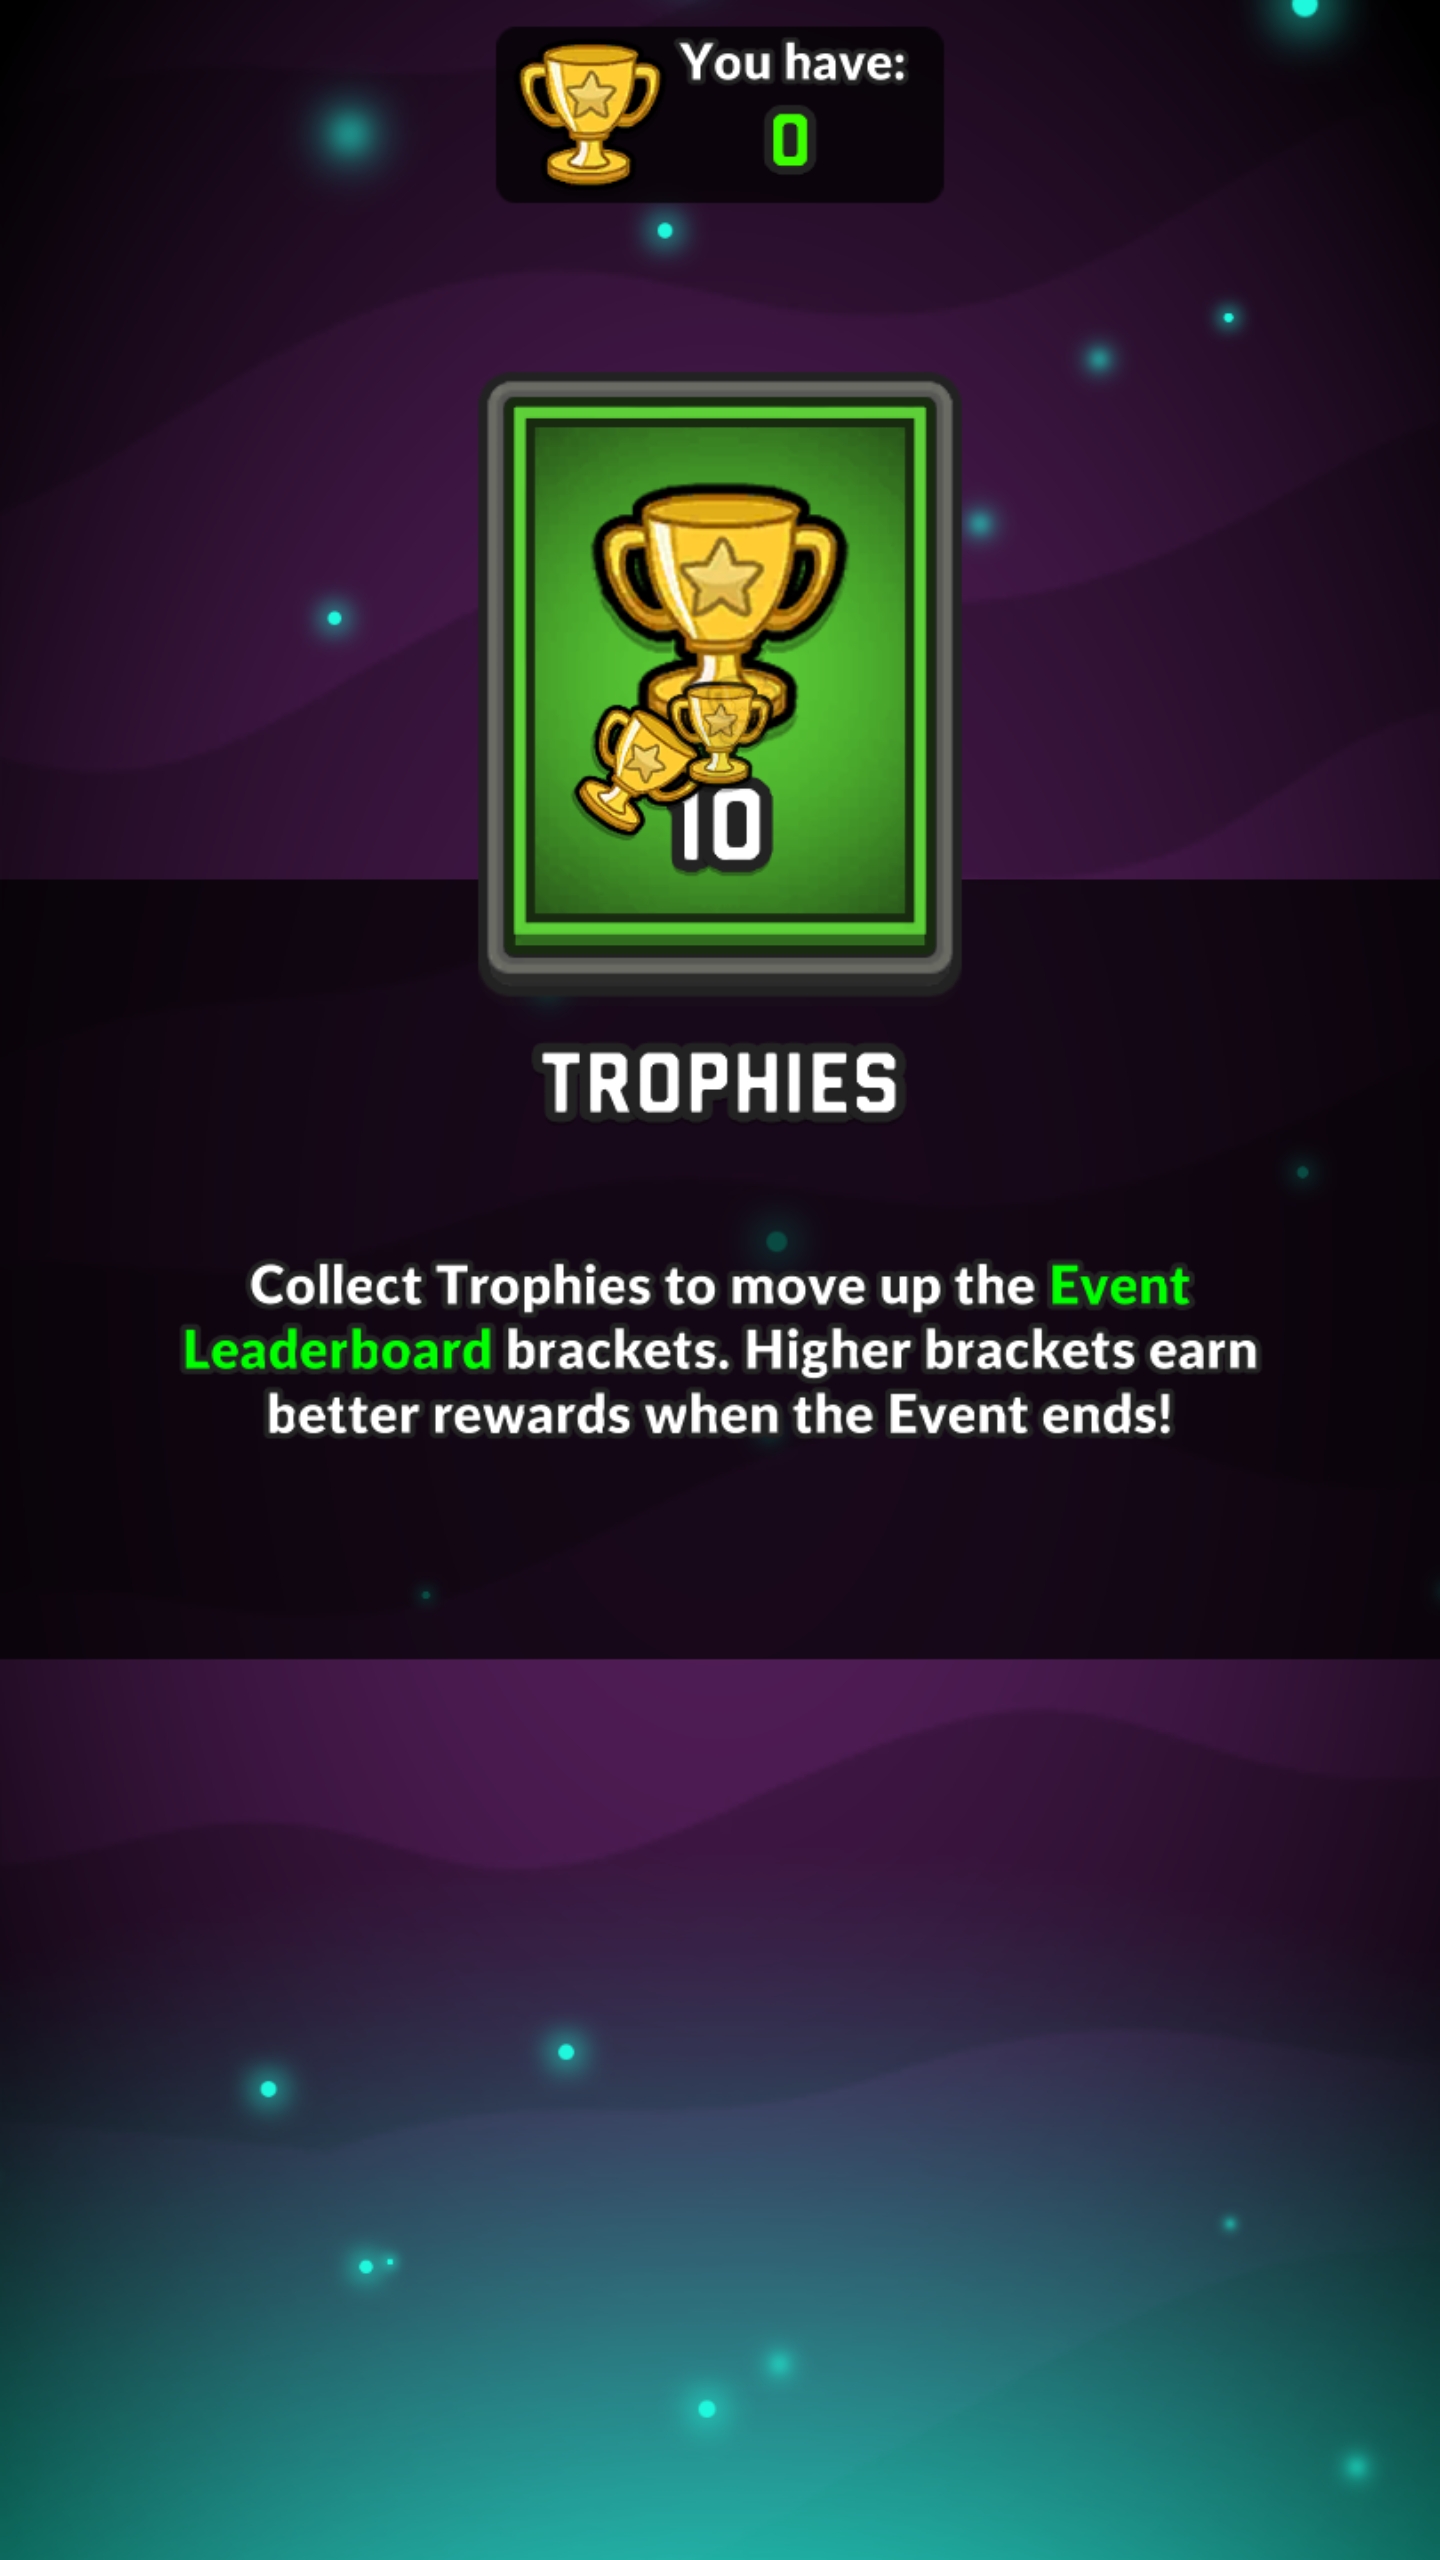 You have:
0
10
TROPHIES
Collect Trophies to move up the Event
Leaderboard brackets. Higher brackets earn
better rewards when the Event ends!